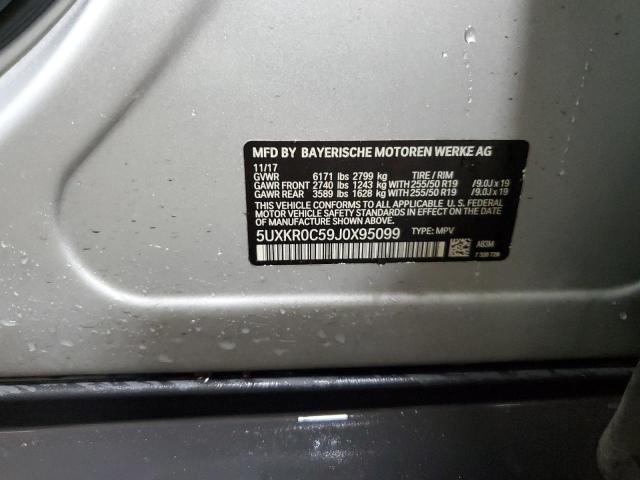 MFD BY BAYERISCHE MOTOREN WERKE AG
11/17
GVWR 6171 lbs 2799 kg TIRE / RIM
GAWR FRONT 2740 lbs 1243 kg WITH 255/50 R19 /9.0J x 19
GAWR REAR 3589 lbs 1628 kg WITH 255/50 R19 /9.0J x 19
THIS VEHICLE CONFORMS TO ALL APPLICABLE U. S. FEDERAL
MOTOR VEHICLE SAFETY STANDARDS IN
EFFECT ON THE DATE OF MANUFACTURE SHOWN ABOVE.
5UXKR0C59J0X95099 TYPE: MPV
A83M